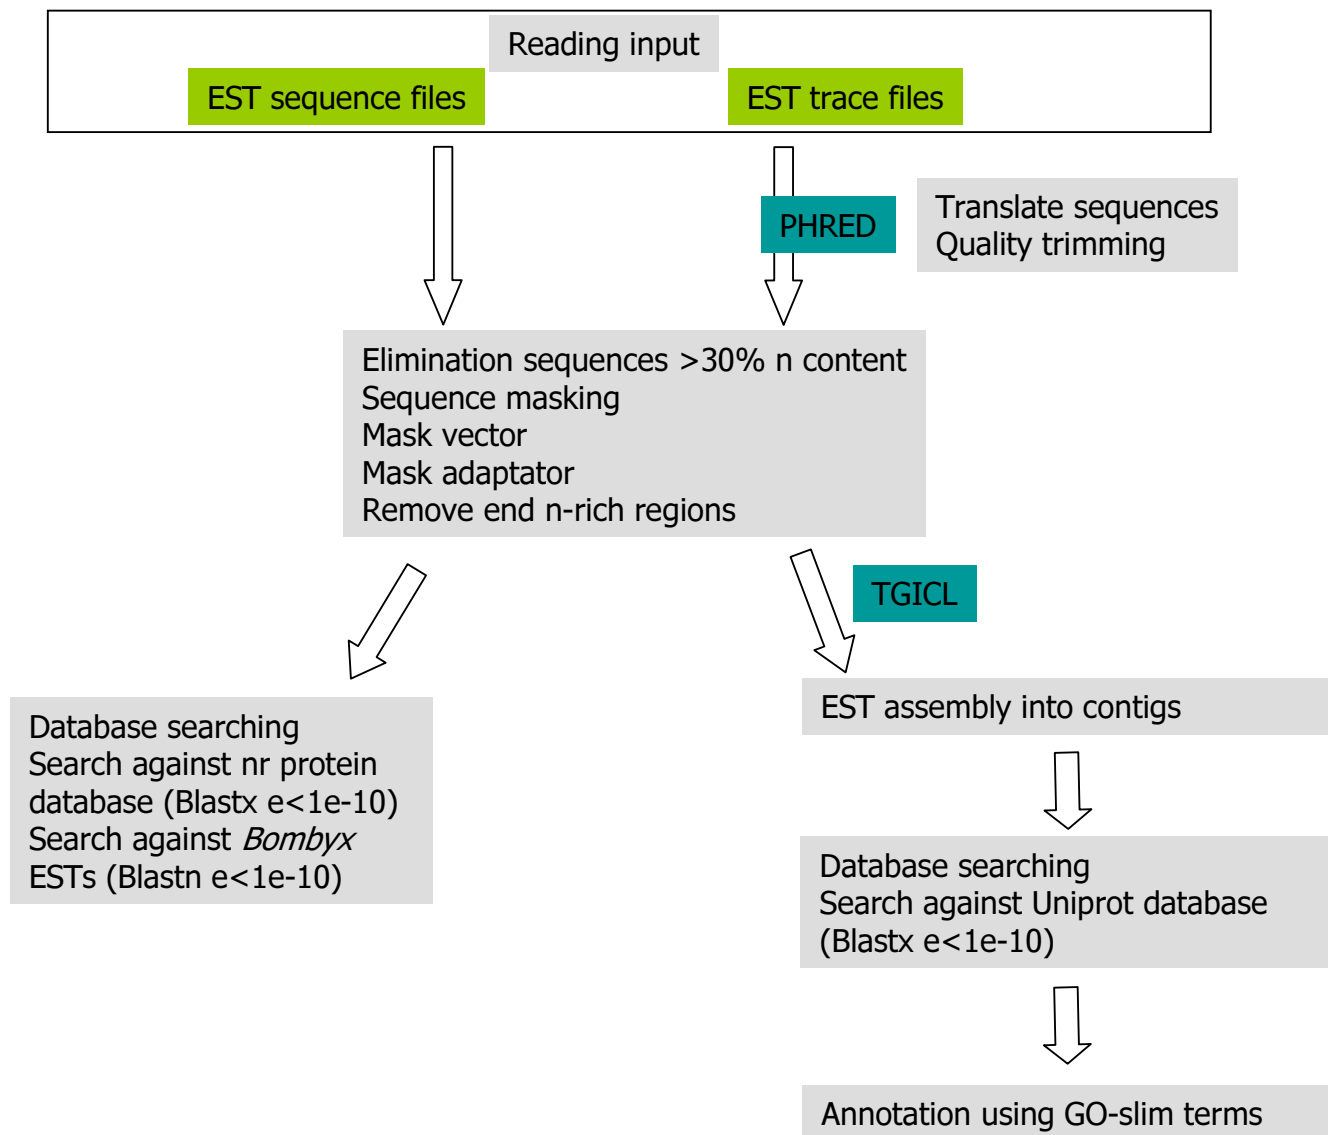 Reading input
EST sequence files
EST trace files
PHRED
Translate sequences
Quality trimming
Elimination sequences >30% n content
Sequence masking
Mask vector
Mask adaptator
Remove end n-rich regions
TGICL
Database searching
Search against nr protein
database (Blastx e<1e-10)
Search against Bombyx
ESTs (Blastn e<1e-10)
EST assembly into contigs
Database searching
Search against Uniprot database
(Blastx e<1e-10)
Annotation using GO-slim terms